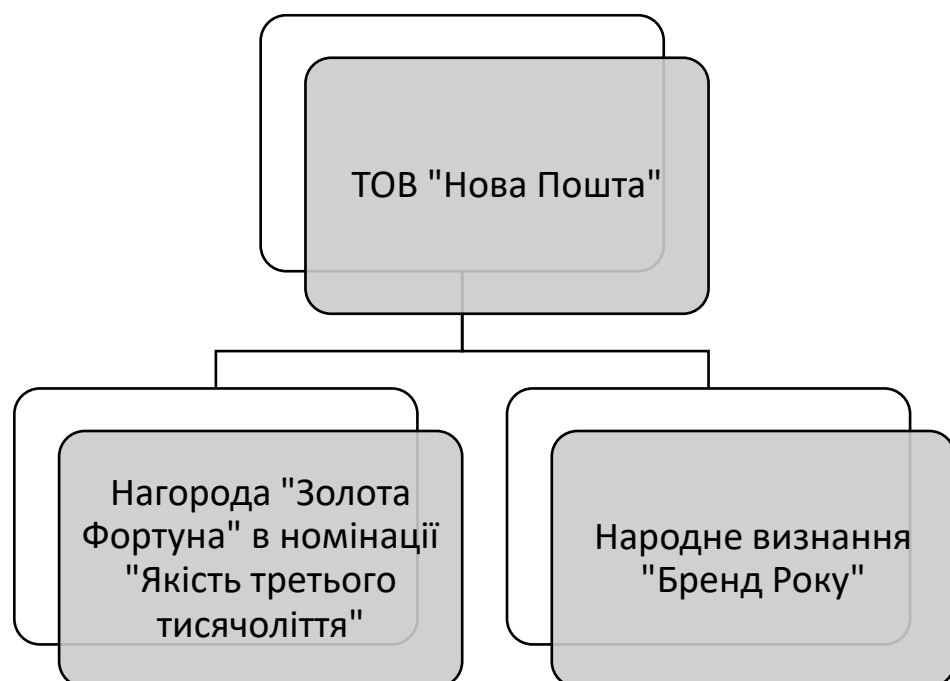 ТОВ "Нова Пошта"
Нагорода "Золота
Фортуна" в номінації
"Якість третього
тисячоліття"
Народне визнання
"Бренд Року"